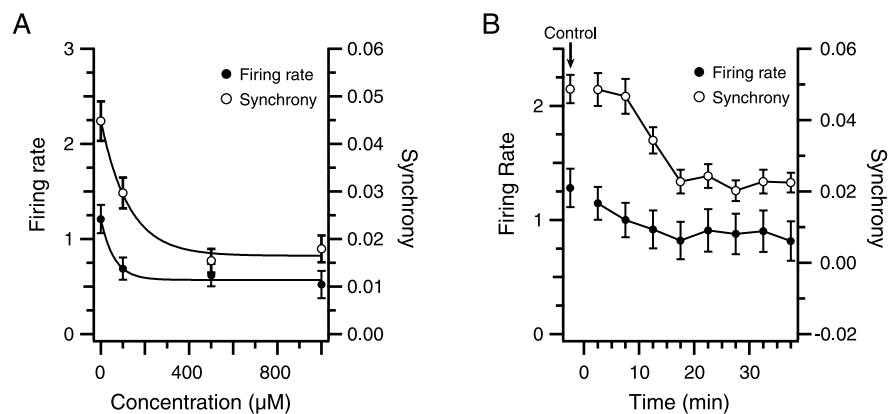 A
Firing rate
3
2
1
0
0
400
800
Concentration (µM)
0.06
0.05
0.04
0.03
0.02
0.01
0.00
Synchrony
Firing rate
Synchrony
B
Control
Firing Rate
2
1
0
0
10
20
30
Time (min)
0.06
0.04
0.02
0.00
-0.02
Synchrony
Firing rate
Synchrony